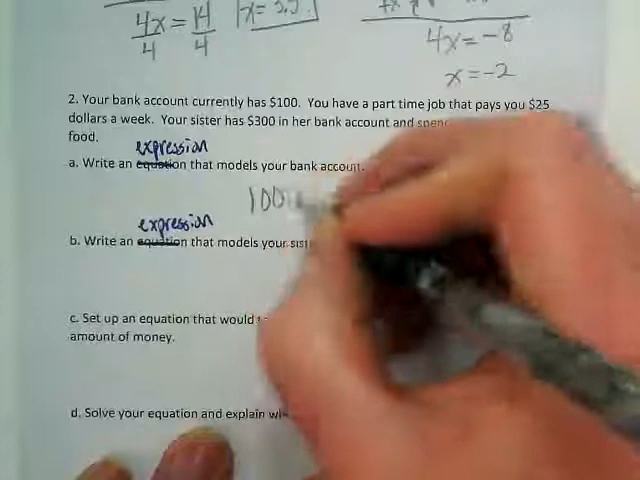 4x = 14
4 4
4x = -8
x = -2
2. Your bank account currently has $100. You have a part time job that pays you $25
dollars a week. Your sister has $300 in her bank account and
food.
expression
a. Write an equation that models your bank account.
100
expression
b. Write an equation that models your
c. Set up an equation that would
amount of money.
d. Solve your equation and explain